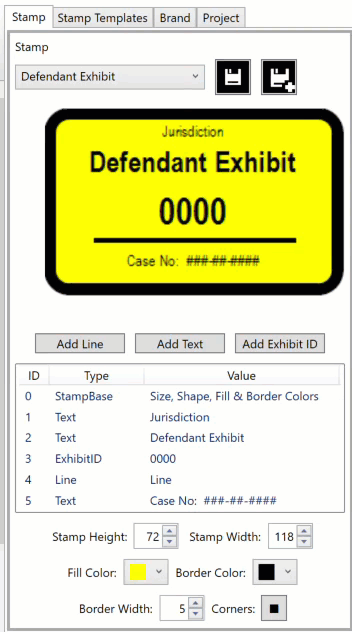 Stamp Stamp Templates Brand Project
Stamp
Defendant Exhibit
Jurisdiction
Defendant Exhibit
0000
Case No: ###-##-####
Add Line Add Text Add Exhibit ID
ID Type Value
0 StampBase Size, Shape, Fill & Border Colors
1 Text Jurisdiction
2 Text Defendant Exhibit
3 ExhibitID 0000
4 Line Line
5 Text Case No: ###-##-####
Stamp Height: 72 Stamp Width: 118
Fill Color: Border Color:
Border Width: 5 Corners: